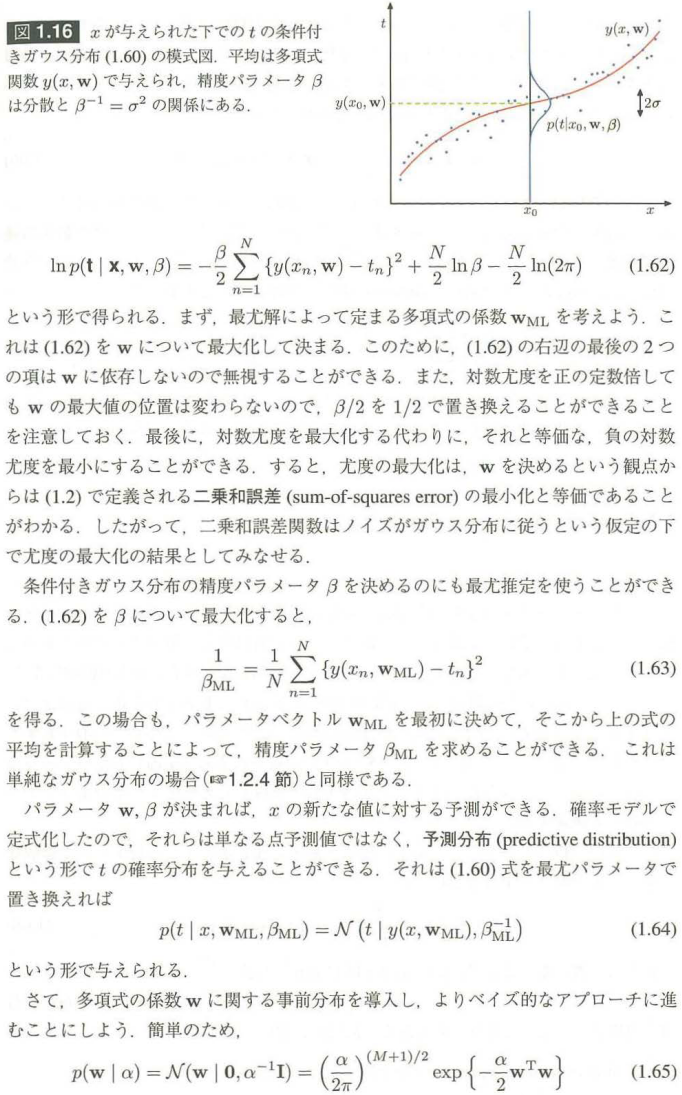 図 1.16 x が与えられた下での t の条件付
きガウス分布 (1.60) の模式図．平均は多項式
関数 y(x, w) で与えられ，精度パラメータ β
は分散と β⁻¹ = σ² の関係にある．
t
y(x, w)
y(x₀, w)
2σ
p(t|x₀, w, β)
x₀
x
ln p(t | x, w, β) = −β/2 ∑_{n=1}^{N} {y(xₙ, w) − tₙ}² + N/2 ln β − N/2 ln(2π) (1.62)
という形で得られる．まず，最尤解によって定まる多項式の係数 w_ML を考えよう．こ
れは (1.62) を w について最大化して決まる．このために，(1.62) の右辺の最後の 2 つ
の項は w に依存しないので無視することができる．また，対数尤度を正の定数倍して
も w の最大値の位置は変わらないので，β/2 を 1/2 で置き換えることができること
を注意しておく．最後に，対数尤度を最大化する代わりに，それと等価な，負の対数
尤度を最小にすることができる．すると，尤度の最大化は，w を決めるという観点か
らは (1.2) で定義される二乗和誤差 (sum-of-squares error) の最小化と等価であること
がわかる．したがって，二乗和誤差関数はノイズがガウス分布に従うという仮定の下
で尤度の最大化の結果としてみなせる．
条件付きガウス分布の精度パラメータ β を決めるのにも最尤推定を使うことができ
る．(1.62) を β について最大化すると，
1/β_ML = 1/N ∑_{n=1}^{N} {y(xₙ, w_ML) − tₙ}² (1.63)
を得る．この場合も，パラメータベクトル w_ML を最初に決めて，そこから上の式の
平均を計算することによって，精度パラメータ β_ML を求めることができる．これは
単純なガウス分布の場合(☞1.2.4 節)と同様である．
パラメータ w, β が決まれば，x の新たな値に対する予測ができる．確率モデルで
定式化したので，それらは単なる点予測値ではなく，予測分布 (predictive distribution)
という形で t の確率分布を与えることができる．それは (1.60) 式を最尤パラメータで
置き換えれば
p(t | x, w_ML, β_ML) = N (t | y(x, w_ML), β_ML⁻¹) (1.64)
という形で与えられる．
さて，多項式の係数 w に関する事前分布を導入し，よりベイズ的なアプローチに進
むことにしよう．簡単のため，
p(w | α) = N(w | 0, α⁻¹I) = (α/2π)^{(M+1)/2} exp {−α/2 wᵀw} (1.65)